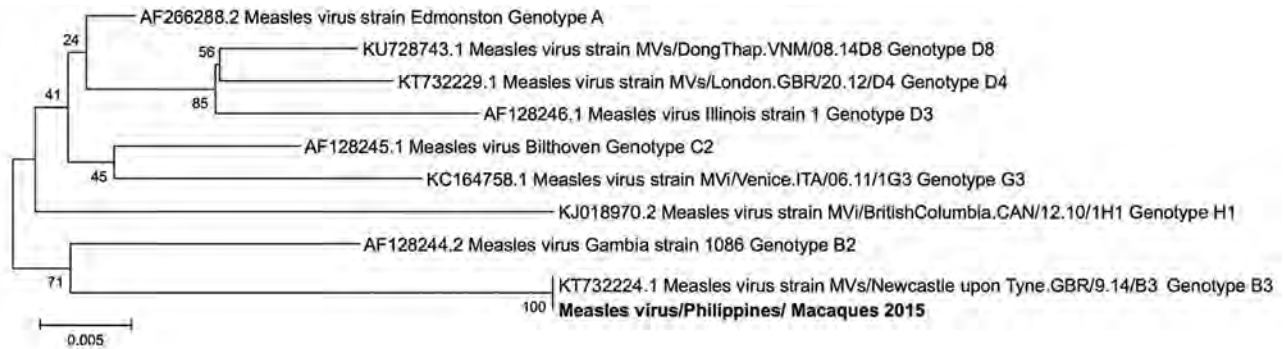 AF266288.2 Measles virus strain Edmonston Genotype A
24
56
KU728743.1 Measles virus strain MVs/DongThap.VNM/08.14D8 Genotype D8
KT732229.1 Measles virus strain MVs/London.GBR/20.12/D4 Genotype D4
41
85
AF128246.1 Measles virus Illinois strain 1 Genotype D3
AF128245.1 Measles virus Bilthoven Genotype C2
45
KC164758.1 Measles virus strain MVi/Venice.ITA/06.11/1G3 Genotype G3
KJ018970.2 Measles virus strain MVi/BritishColumbia.CAN/12.10/1H1 Genotype H1
AF128244.2 Measles virus Gambia strain 1086 Genotype B2
71
KT732224.1 Measles virus strain MVs/Newcastle upon Tyne.GBR/9.14/B3 Genotype B3
100
Measles virus/Philippines/ Macaques 2015
0.005